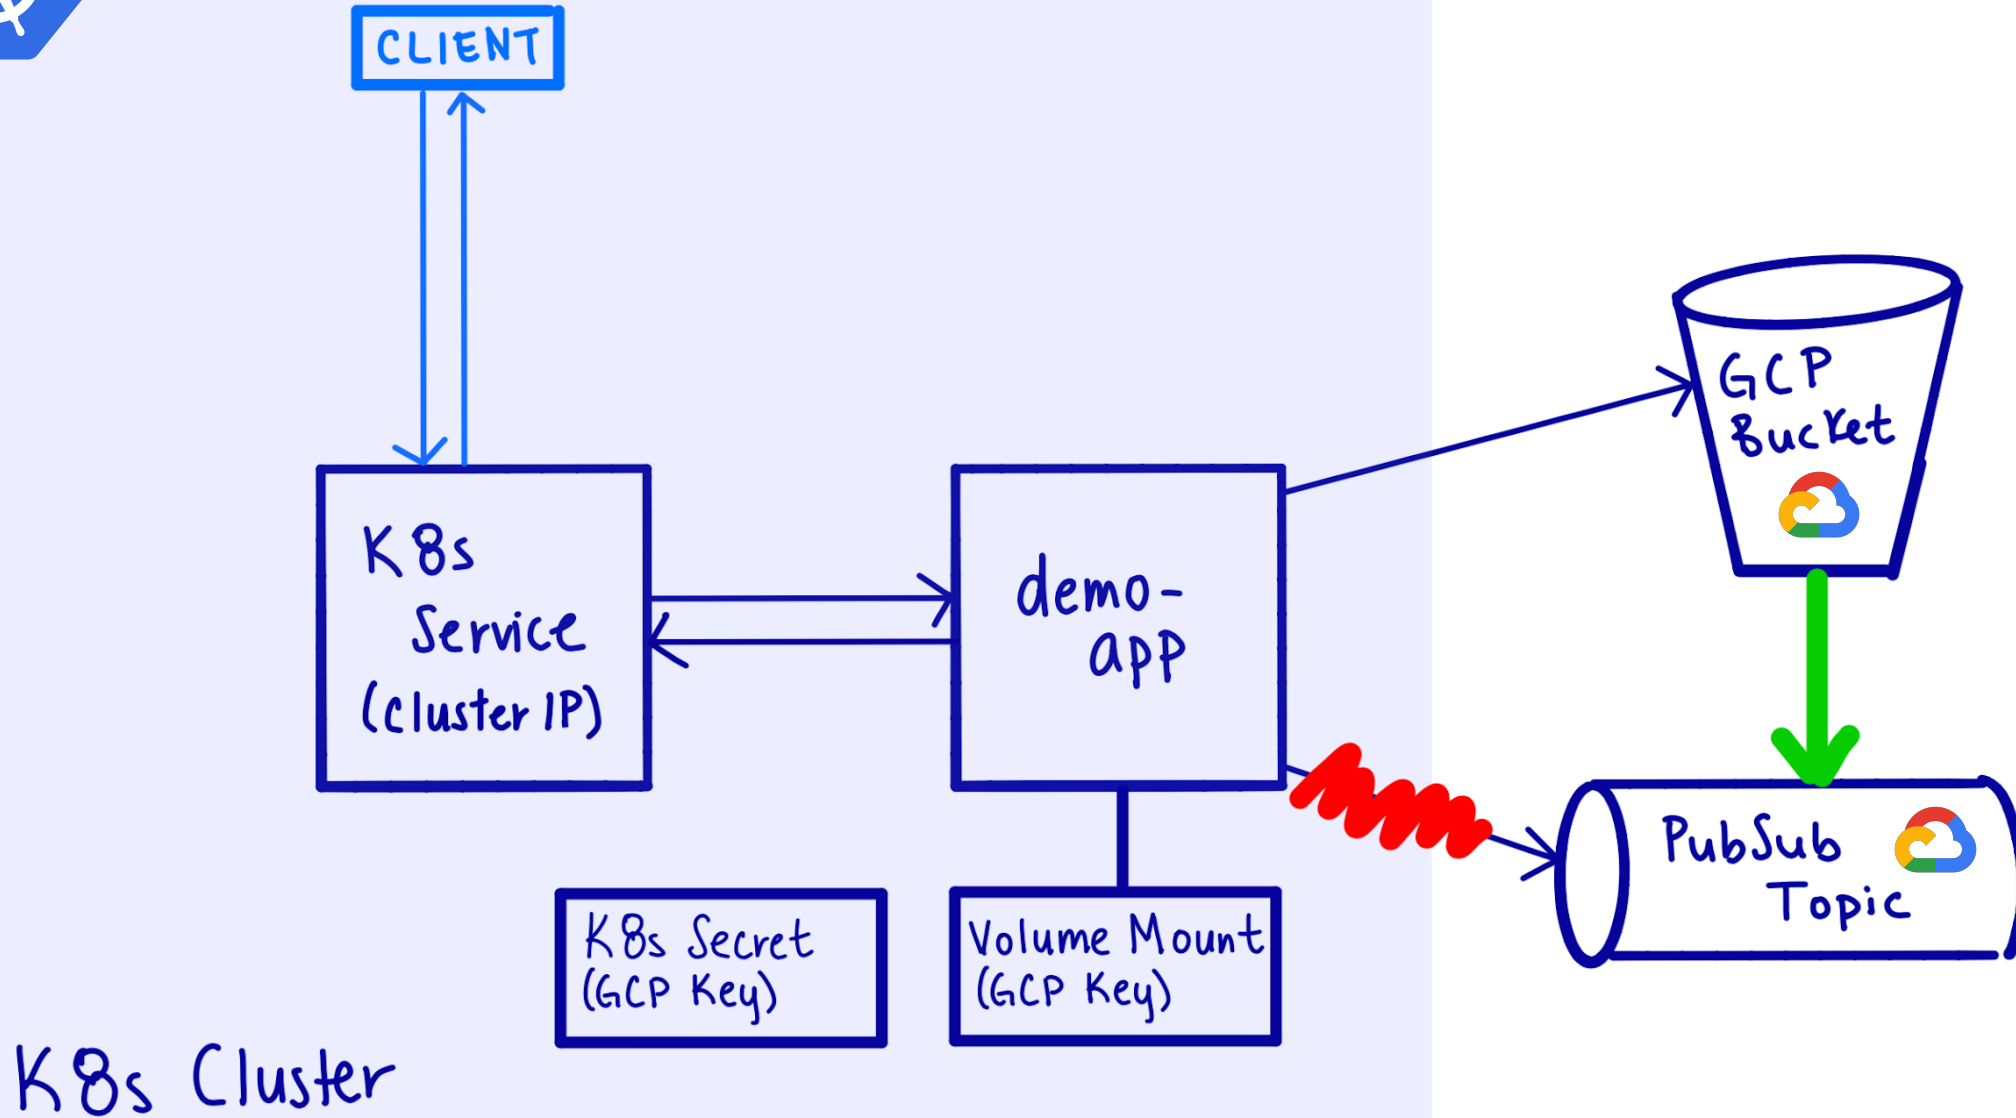 CLIENT
GCP
Bucket
K8s
Service
(Cluster IP)
demo-
app
PubSub
Topic
K8s Secret
(GCP Key)
Volume Mount
(GCP Key)
K8s Cluster